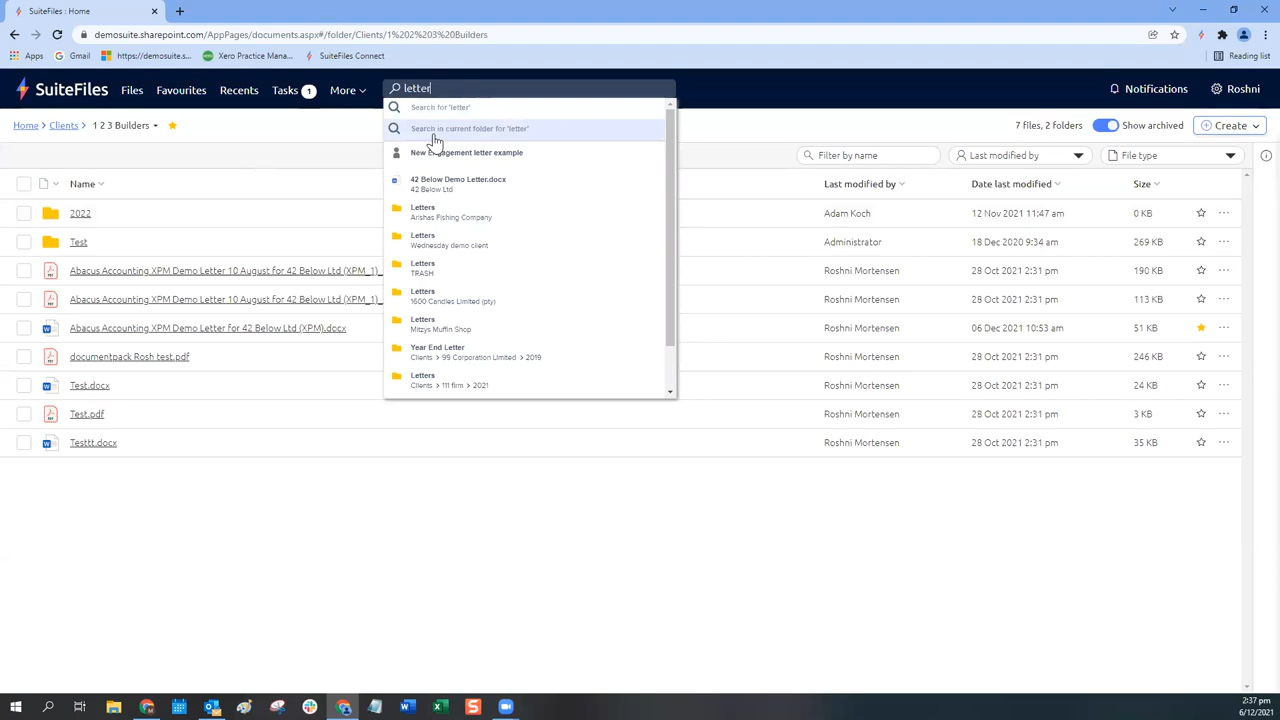 SuiteFiles: Home
demosuite.sharepoint.com/AppPages/documents.aspx#/folder/Clients/1%202%203%20Builders
Apps
Gmail
https://demosuite.s...
Xero Practice Mana...
SuiteFiles Connect
Reading list
SuiteFiles
Files
Favourites
Recents
Tasks 1
More
letter
Notifications
Roshni
Home > Clients > 1 2 3 Builders
7 files, 2 folders
Show archived
Create
Search for 'letter'
Search in current folder for 'letter'
New Engagement letter example
42 Below Demo Letter.docx
42 Below Ltd
Letters
Arishas Fishing Company
Letters
Wednesday demo client
Letters
TRASH
Letters
1600 Candles Limited (pty)
Letters
Mitzys Muffin Shop
Year End Letter
Clients > 99 Corporation Limited > 2019
Letters
Clients > 111 firm > 2021
Filter by name
Last modified by
File type
Name
Last modified by
Date last modified
Size
2022
Adam Koch
12 Nov 2021 11:47 am
0 KB
Test
Administrator
18 Dec 2020 9:34 am
269 KB
Abacus Accounting XPM Demo Letter 10 August for 42 Below Ltd (XPM_1)_
Roshni Mortensen
28 Oct 2021 2:31 pm
190 KB
Abacus Accounting XPM Demo Letter 10 August for 42 Below Ltd (XPM_1)_
Roshni Mortensen
28 Oct 2021 2:31 pm
113 KB
Abacus Accounting XPM Demo Letter for 42 Below Ltd (XPM).docx
Roshni Mortensen
06 Dec 2021 10:53 am
51 KB
documentpack Rosh test.pdf
Roshni Mortensen
28 Oct 2021 2:31 pm
246 KB
Test.docx
Roshni Mortensen
28 Oct 2021 2:31 pm
24 KB
Test.pdf
Roshni Mortensen
28 Oct 2021 2:31 pm
3 KB
Testtt.docx
Roshni Mortensen
28 Oct 2021 2:31 pm
35 KB
2:37 pm
6/12/2021